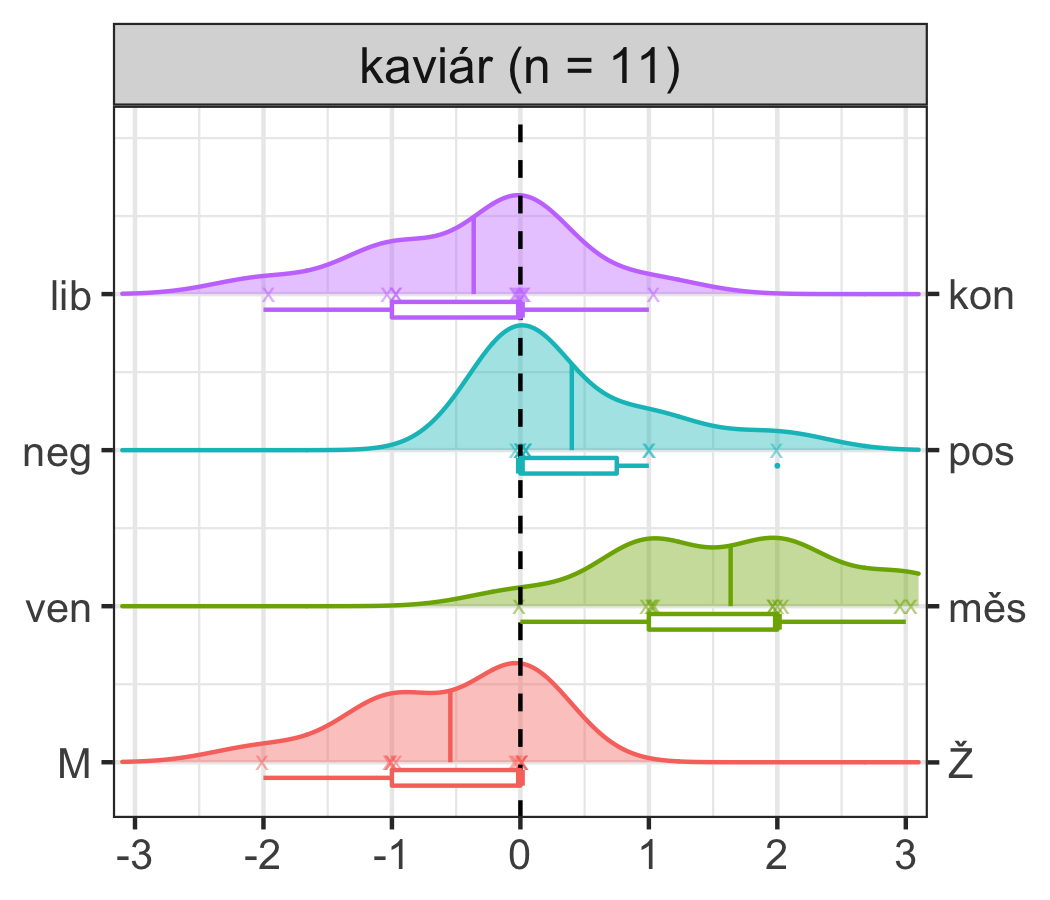 kaviár (n = 11)
lib kon
neg pos
ven měs
M Ž
-3 -2 -1 0 1 2 3